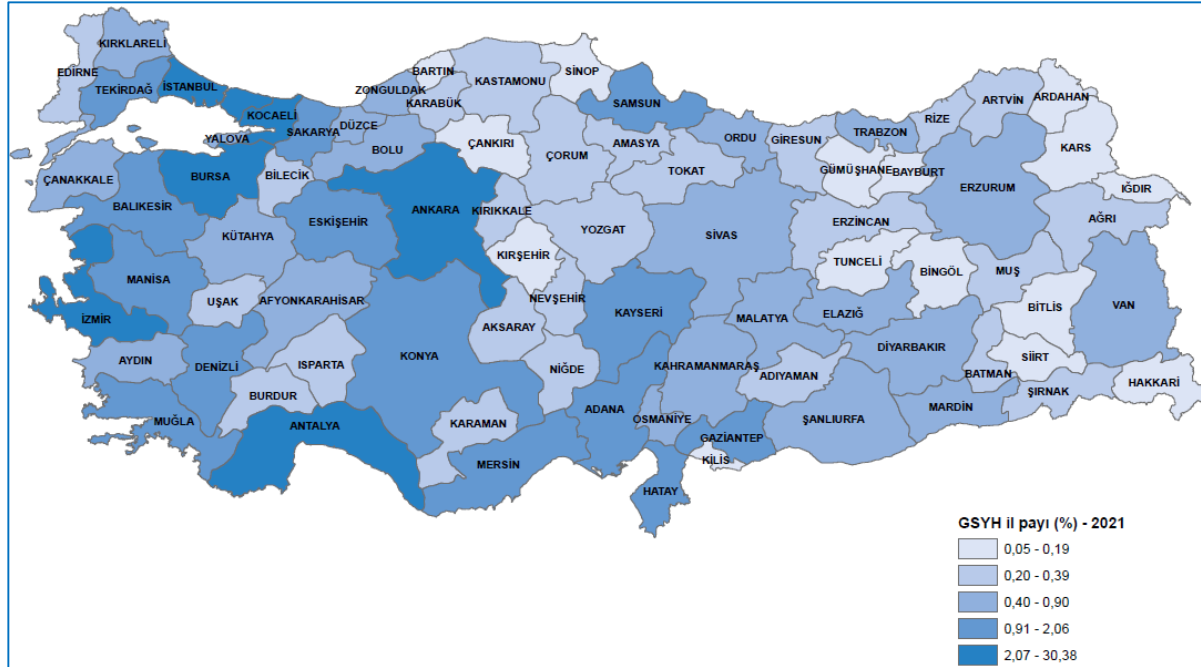 KIRKLARELİ
EDİRNE
TEKİRDAĞ
İSTANBUL
KOCAELİ
YALOVA
SAKARYA
DÜZCE
ZONGULDAK
BARTIN
KARABÜK
KASTAMONU
SİNOP
SAMSUN
ÇANKIRI
ÇORUM
AMASYA
TOKAT
ORDU
GİRESUN
TRABZON
RİZE
ARTVİN
ARDAHAN
KARS
GÜMÜŞHANE
BAYBURT
ERZURUM
IĞDIR
AĞRI
ÇANAKKALE
BALIKESİR
BURSA
BİLECİK
BOLU
ESKİŞEHİR
ANKARA
KIRIKKALE
YOZGAT
SİVAS
ERZİNCAN
TUNCELİ
BİNGÖL
MUŞ
BİTLİS
VAN
KÜTAHYA
MANİSA
UŞAK
AFYONKARAHİSAR
KIRŞEHİR
NEVŞEHİR
KAYSERİ
MALATYA
ELAZIĞ
İZMİR
AYDIN
DENİZLİ
ISPARTA
BURDUR
KONYA
AKSARAY
NİĞDE
KAHRAMANMARAŞ
ADIYAMAN
DİYARBAKIR
BATMAN
SİİRT
ŞIRNAK
HAKKARİ
MUĞLA
ANTALYA
KARAMAN
MERSİN
ADANA
OSMANİYE
GAZİANTEP
KİLİS
HATAY
ŞANLIURFA
MARDİN
GSYH il payı (%) - 2021
0,05 - 0,19
0,20 - 0,39
0,40 - 0,90
0,91 - 2,06
2,07 - 30,38